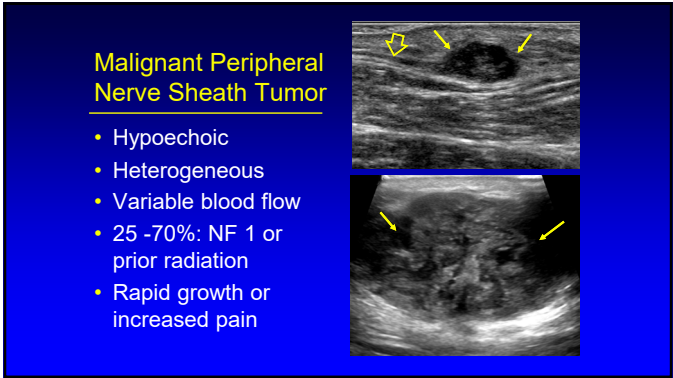 Malignant Peripheral
Nerve Sheath Tumor
• Hypoechoic
• Heterogeneous
• Variable blood flow
• 25 -70%: NF 1 or
prior radiation
• Rapid growth or
increased pain